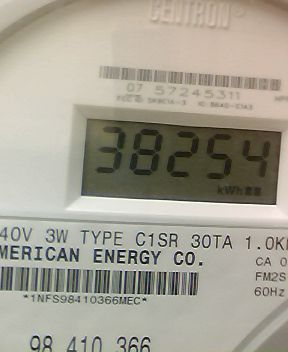 CENTRON®
07 57245311
38254
kWh
40V 3W TYPE C1SR 30TA 1.0K
MERICAN ENERGY CO.
CA 0
FM2S
60Hz
*1NFS98410366MEC*
98 410 366